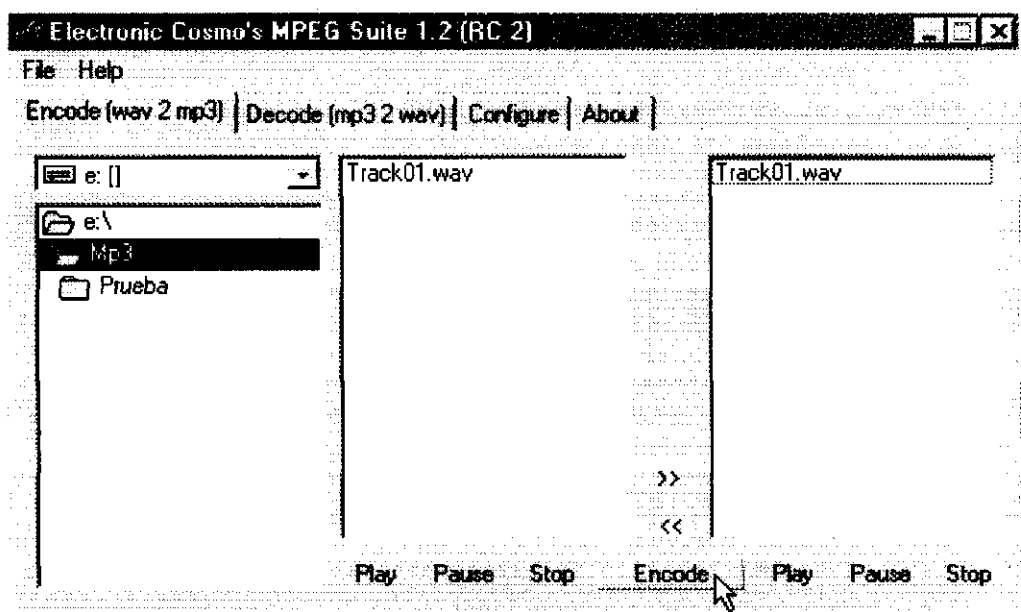 Electronic Cosmo's MPEG Suite 1.2 (RC 2)
File Help
Encode (wav 2 mp3) Decode (mp3 2 wav) Configure About
e: []
e:\
Mp3
Prueba
Track01.wav
Track01.wav
>>
<<
Play Pause Stop Encode Play Pause Stop